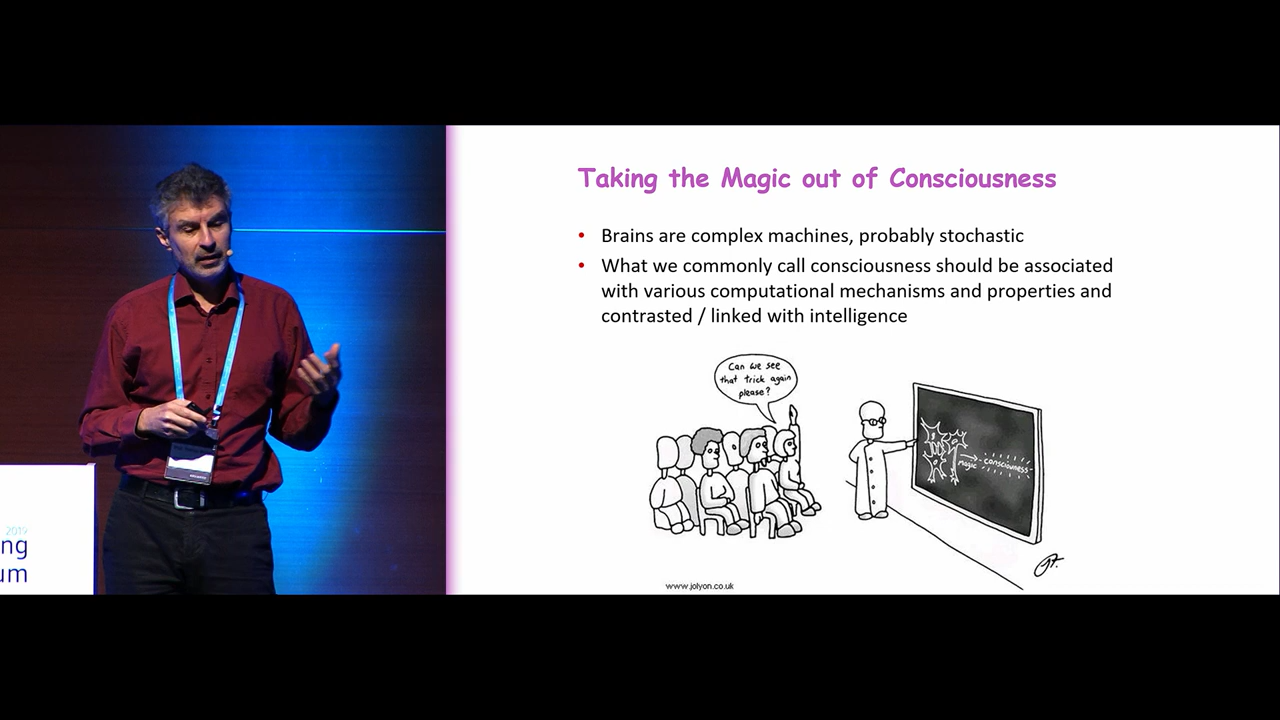 Taking the Magic out of Consciousness
• Brains are complex machines, probably stochastic
• What we commonly call consciousness should be associated
with various computational mechanisms and properties and
contrasted / linked with intelligence
Can we see
that trick again
please?
magic
consciousness
www.jolyon.co.uk
2019
ng
um